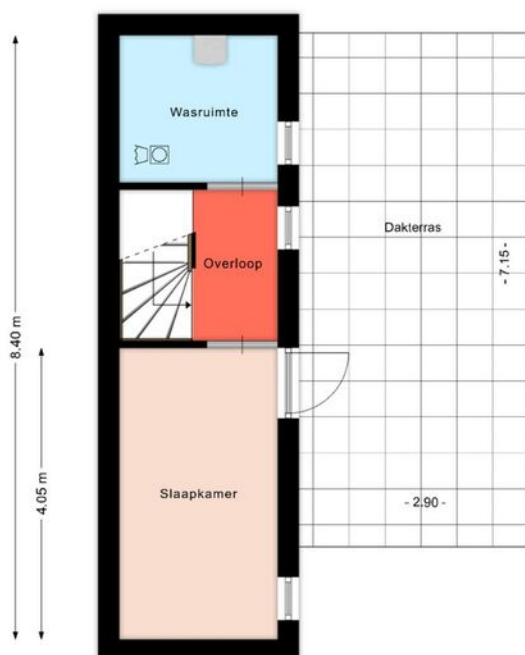 Wasruimte
Dakterras
Overloop
- 7.15 -
8.40 m
4.05 m
Slaapkamer
- 2.90 -